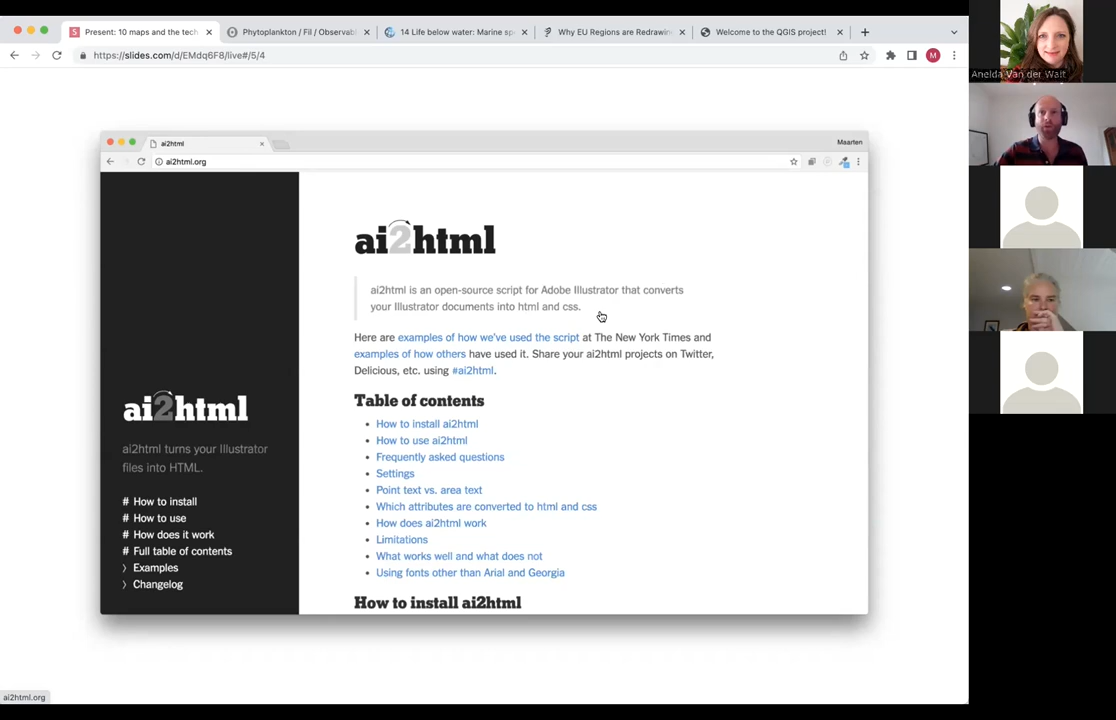 Present: 10 maps and the tech
Phytoplankton / Fil / Observabl
14 Life below water: Marine sp
Why EU Regions are Redrawin
Welcome to the QGIS project!
https://slides.com/d/EMdq6F8/live#/5/4
M
Anelda Van der Walt
ai2html
Maarten
ai2html.org
ai2html
ai2html is an open-source script for Adobe Illustrator that converts
your Illustrator documents into html and css.
Here are examples of how we've used the script at The New York Times and
examples of how others have used it. Share your ai2html projects on Twitter,
Delicious, etc. using #ai2html.
Table of contents
How to install ai2html
How to use ai2html
Frequently asked questions
Settings
Point text vs. area text
Which attributes are converted to html and css
How does ai2html work
Limitations
What works well and what does not
Using fonts other than Arial and Georgia
How to install ai2html
ai2html
ai2html turns your Illustrator
files into HTML.
# How to install
# How to use
# How does it work
# Full table of contents
〉 Examples
〉 Changelog
ai2html.org